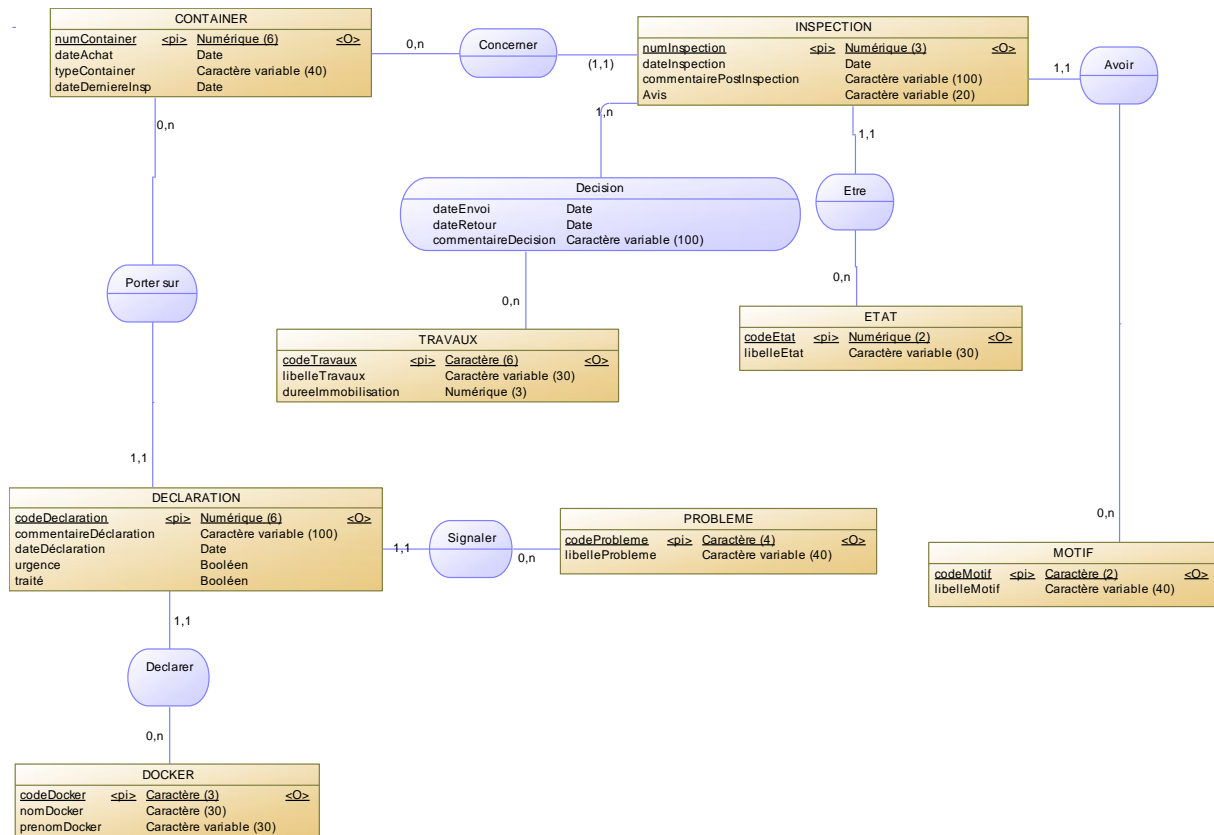 CONTAINER
numContainer <pi> Numérique (6) <O>
dateAchat Date
typeContainer Caractère variable (40)
dateDerniereInsp Date
0,n
Concerner
(1,1)
INSPECTION
numInspection <pi> Numérique (3) <O>
dateInspection Date
commentairePostInspection Caractère variable (100)
Avis Caractère variable (20)
1,1
Avoir
0,n
1,n
1,1
Décision
dateEnvoi Date
dateRetour Date
commentaireDecision Caractère variable (100)
Etre
Porter sur
0,n
0,n
TRAVAUX
codeTravaux <pi> Caractère (6) <O>
libelleTravaux Caractère variable (30)
dureeImmobilisation Numérique (3)
ETAT
codeEtat <pi> Numérique (2) <O>
libelleEtat Caractère variable (30)
1,1
DECLARATION
codeDeclaration <pi> Numérique (6) <O>
commentaireDéclaration Caractère variable (100)
dateDéclaration Date
urgence Booléen
traité Booléen
1,1
Signaler
0,n
PROBLEME
codeProbleme <pi> Caractère (4) <O>
libelleProbleme Caractère variable (40)
0,n
MOTIF
codeMotif <pi> Caractère (2) <O>
libelleMotif Caractère variable (40)
1,1
Declarer
0,n
DOCKER
codeDocker <pi> Caractère (3) <O>
nomDocker Caractère (30)
prenomDocker Caractère variable (30)